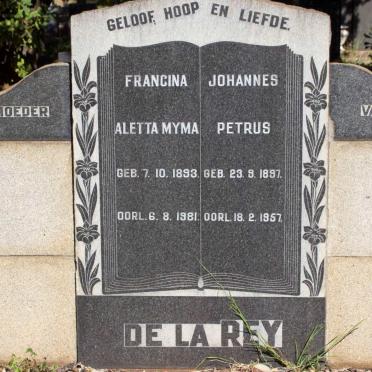 GELOOF, HOOP EN LIEFDE.
FRANCINA
ALETTA MYMA
GEB. 7. 10. 1893.
OORL. 6. 8. 1981.
JOHANNES
PETRUS
GEB. 23. 9. 1897.
OORL. 18. 2. 1957.
MOEDER
DE LA REY